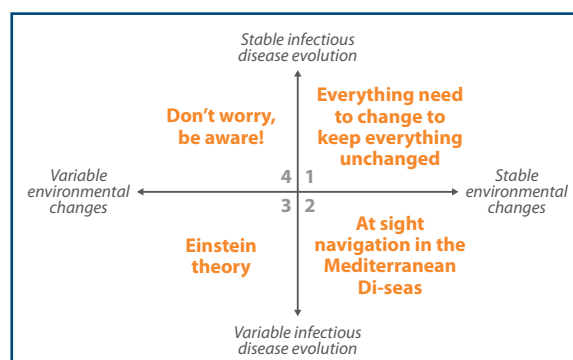 Stable infectious
disease evolution
Don't worry,
be aware!
Everything need
to change to
keep everything
unchanged
Variable
environmental
changes
4 1
3 2
Stable
environmental
changes
Einstein
theory
At sight
navigation in the
Mediterranean
Di-seas
Variable infectious
disease evolution